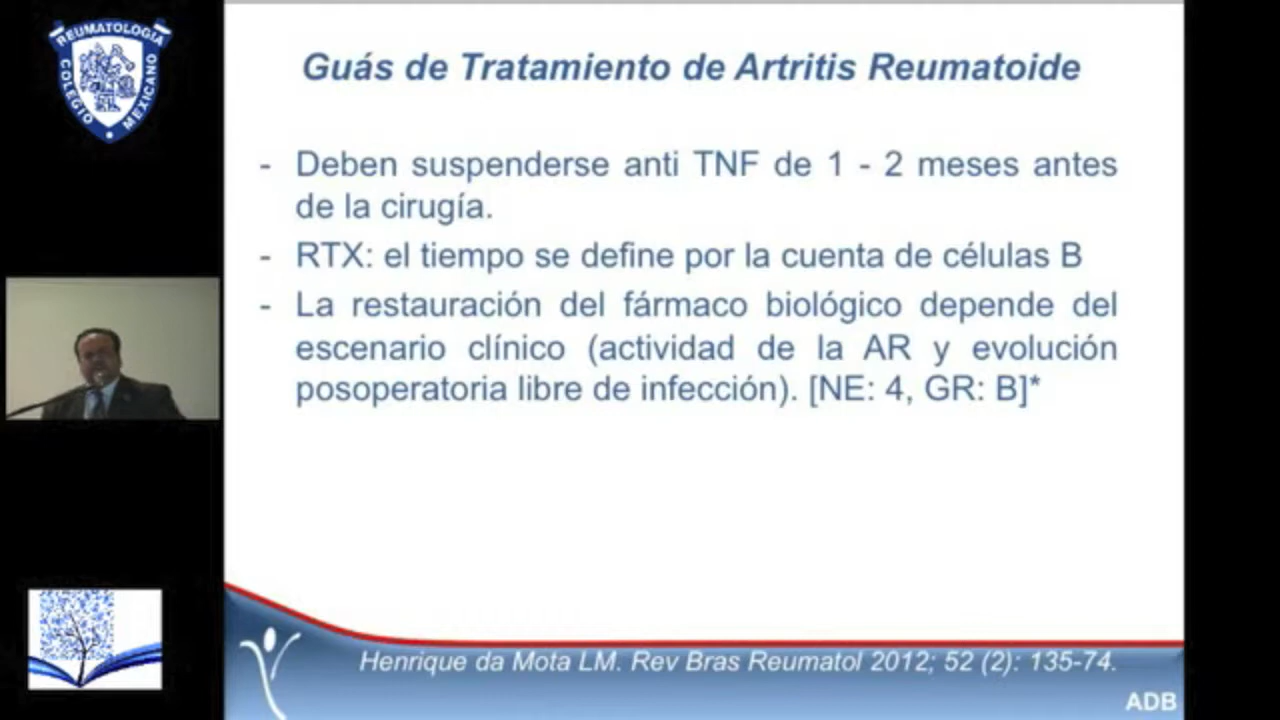 REUMATOLOGIA
COLEGIO
MEXICANO
Guás de Tratamiento de Artritis Reumatoide
- Deben suspenderse anti TNF de 1 - 2 meses antes
de la cirugía.
- RTX: el tiempo se define por la cuenta de células B
- La restauración del fármaco biológico depende del
escenario clínico (actividad de la AR y evolución
posoperatoria libre de infección). [NE: 4, GR: B]*
Henrique da Mota LM. Rev Bras Reumatol 2012; 52 (2): 135-74.
ADB